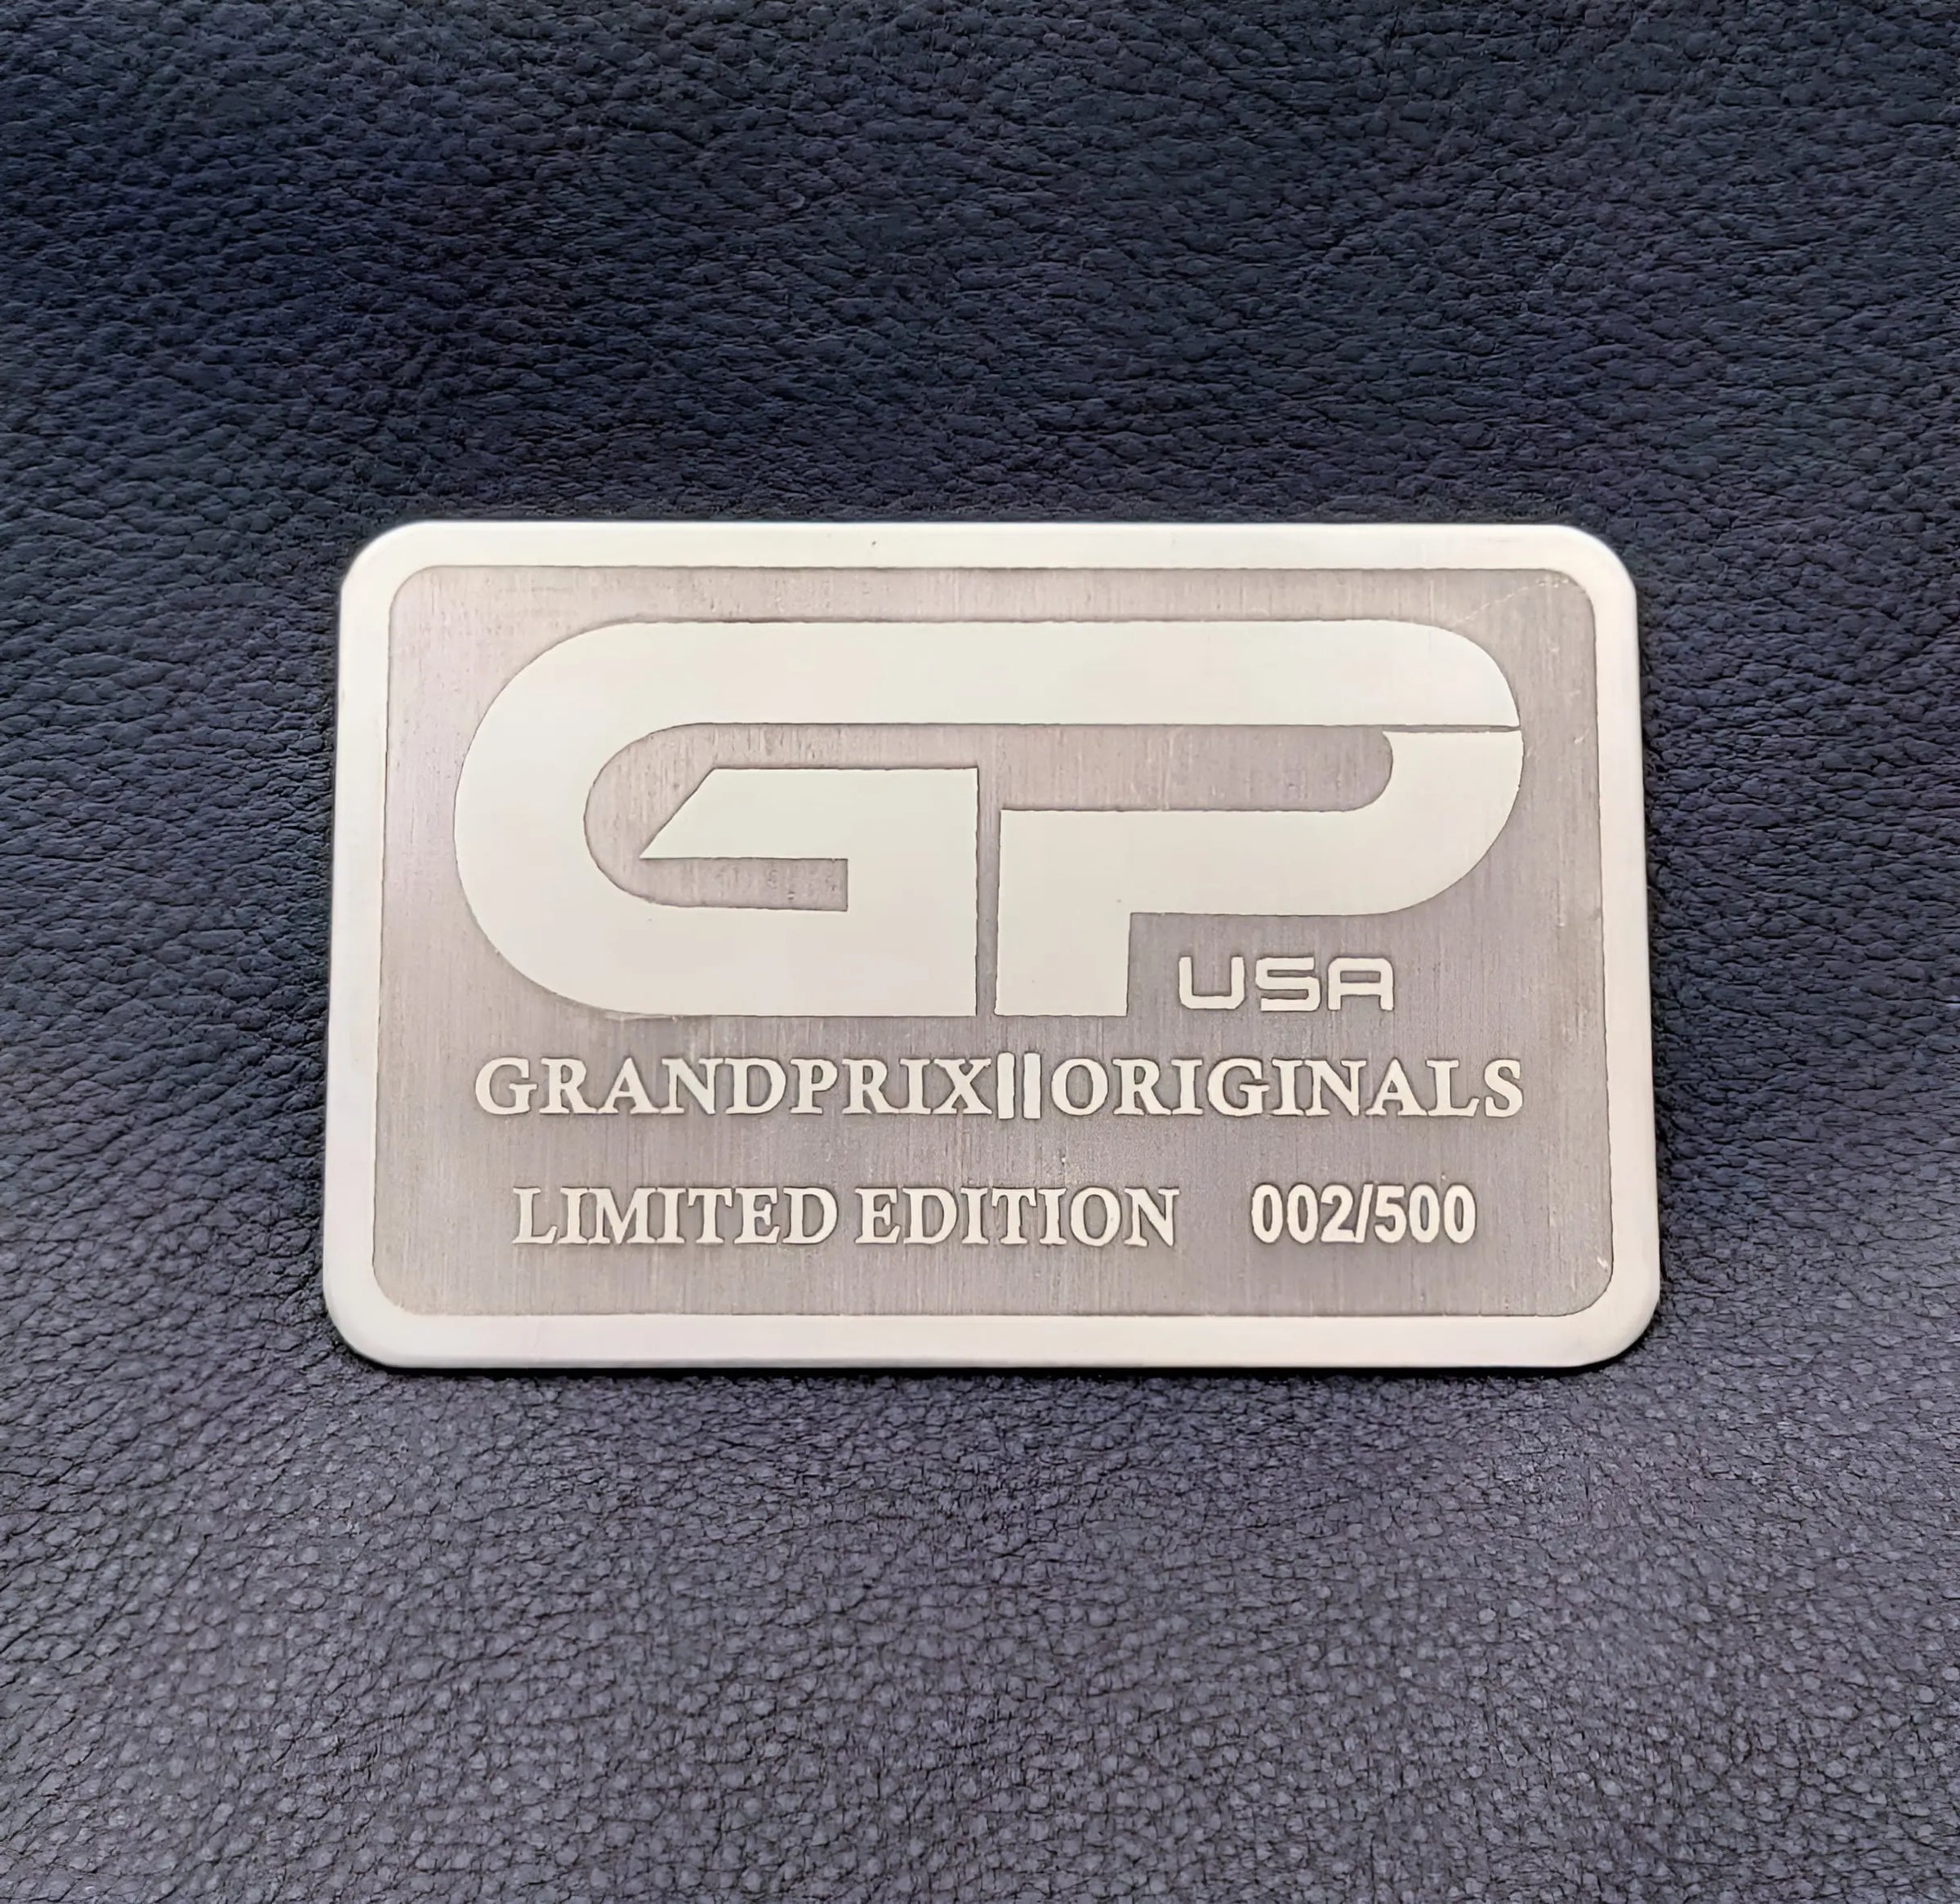 GP USA
GRANDPRIX||ORIGINALS
LIMITED EDITION 002/500